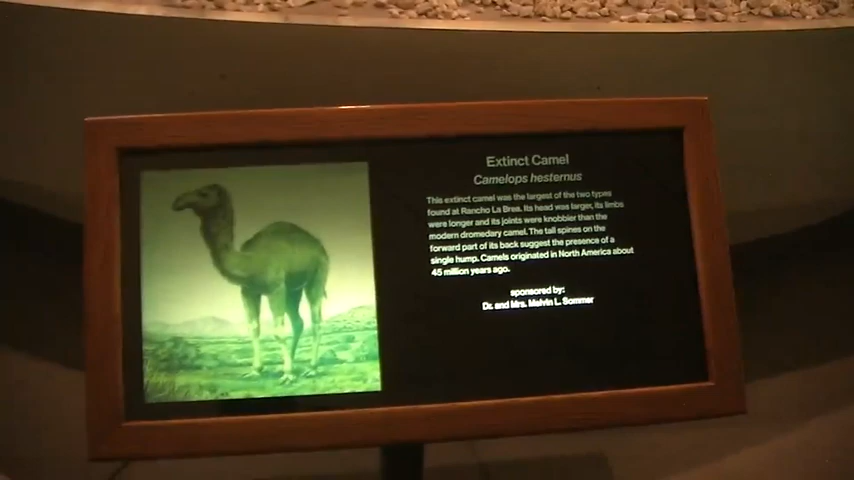 Extinct Camel
Camelops hesternus
This extinct camel was the largest of the two types
found at Rancho La Brea. Its head was larger, its limbs
were longer and its joints were knobbier than the
modern dromedary camel. The tall spines on the
forward part of its back suggest the presence of a
single hump. Camels originated in North America about
45 million years ago.
sponsored by:
Dr. and Mrs. Melvin L. Sommer